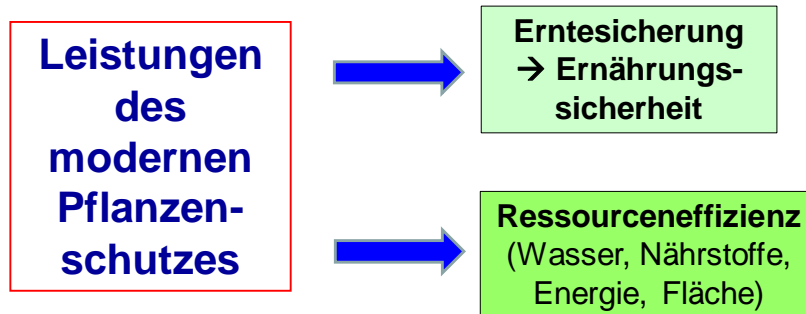 Leistungen
des
modernen
Pflanzen-
schutzes
Erntesicherung
→ Ernährungs-
sicherheit
Ressourceneffizienz
(Wasser, Nährstoffe,
Energie, Fläche)